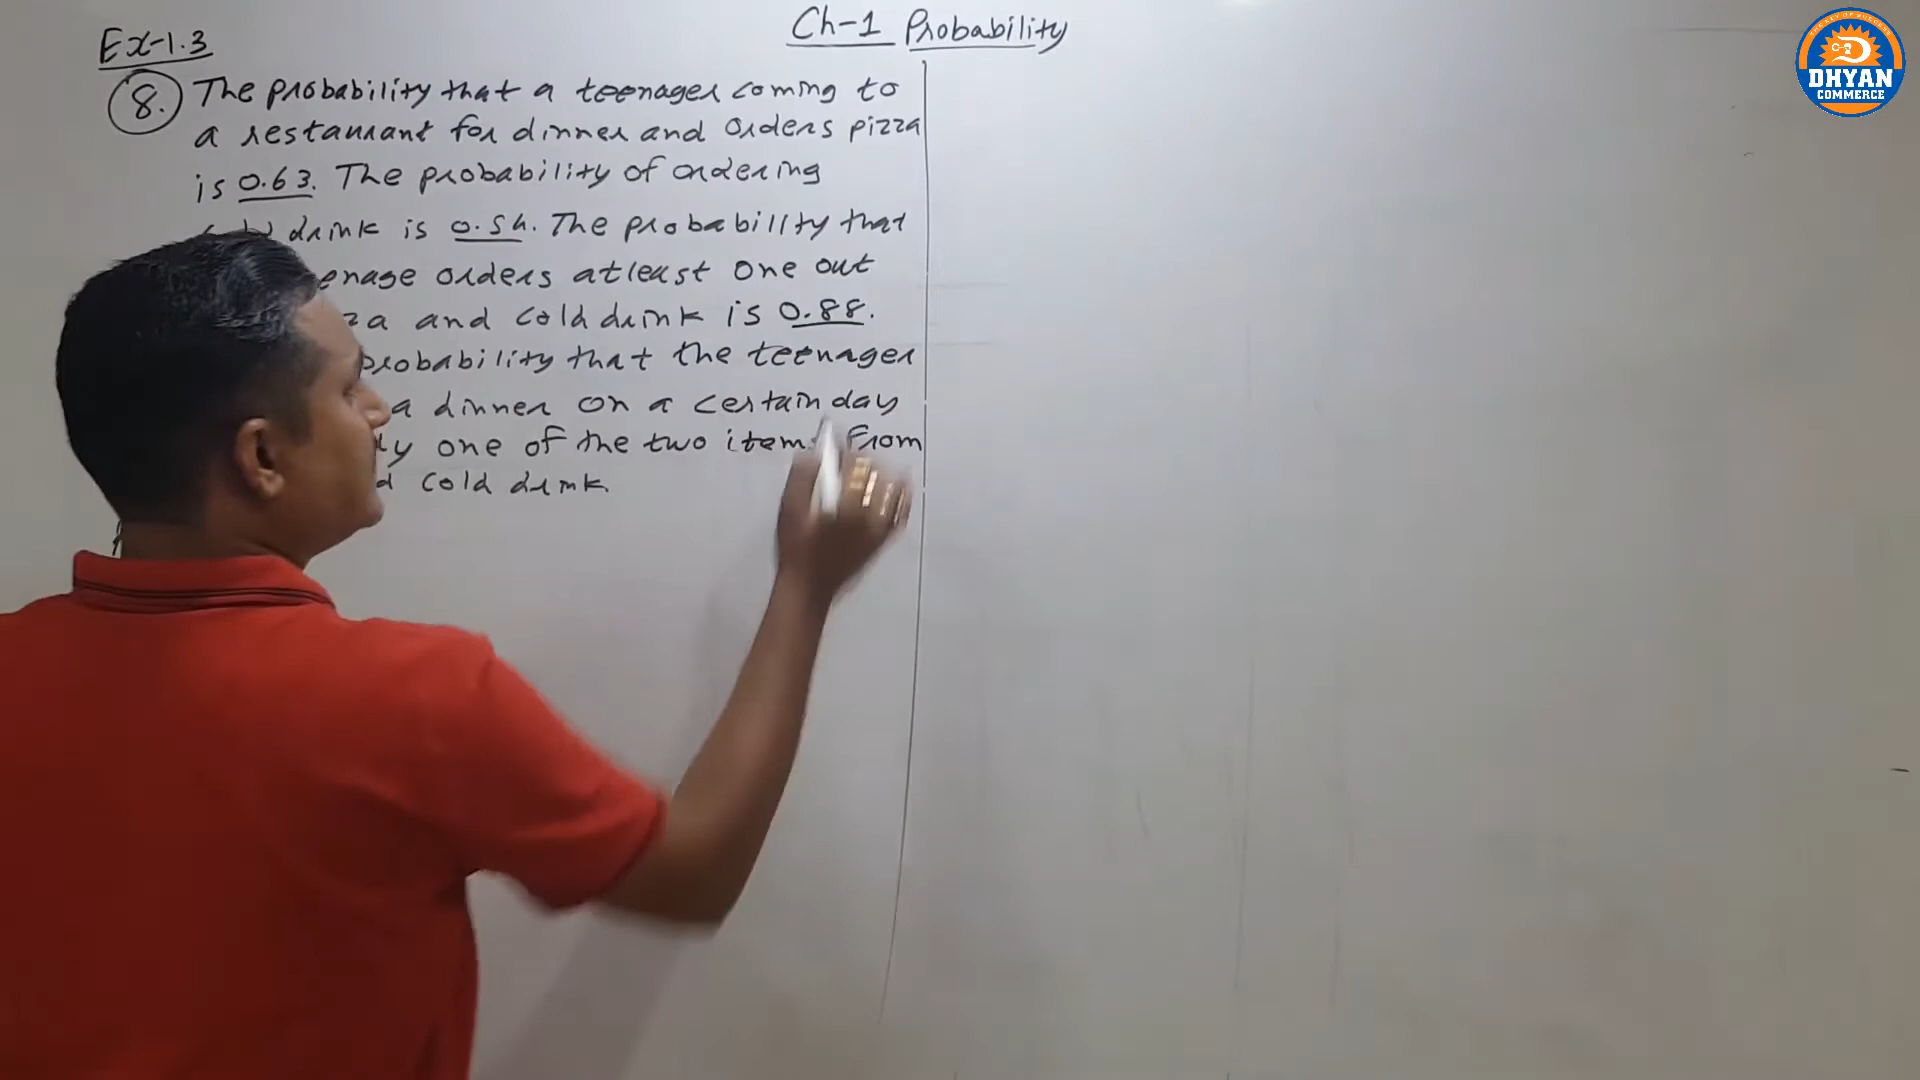 Ch-1 Probability
Ex-1.3
8. The probability that a teenager coming to
a restaurant for dinner and orders pizza
is 0.63. The probability of ordering
drink is 0.54. The probability that
orders atleast one out
and cold drink is 0.88.
probability that the teenager
a dinner on a certain day
one of the two items from
cold drink.
DHYAN
COMMERCE